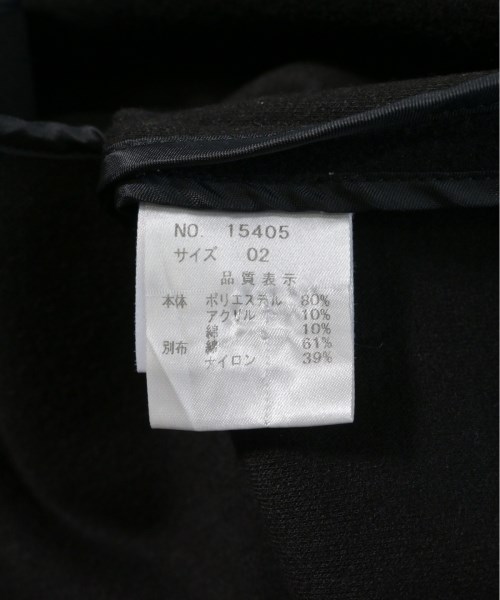 NO. 15405
サイズ 02
品質表示
本体 ポリエステル 80%
アクリル 10%
綿 10%
別布 綿 61%
ナイロン 39%